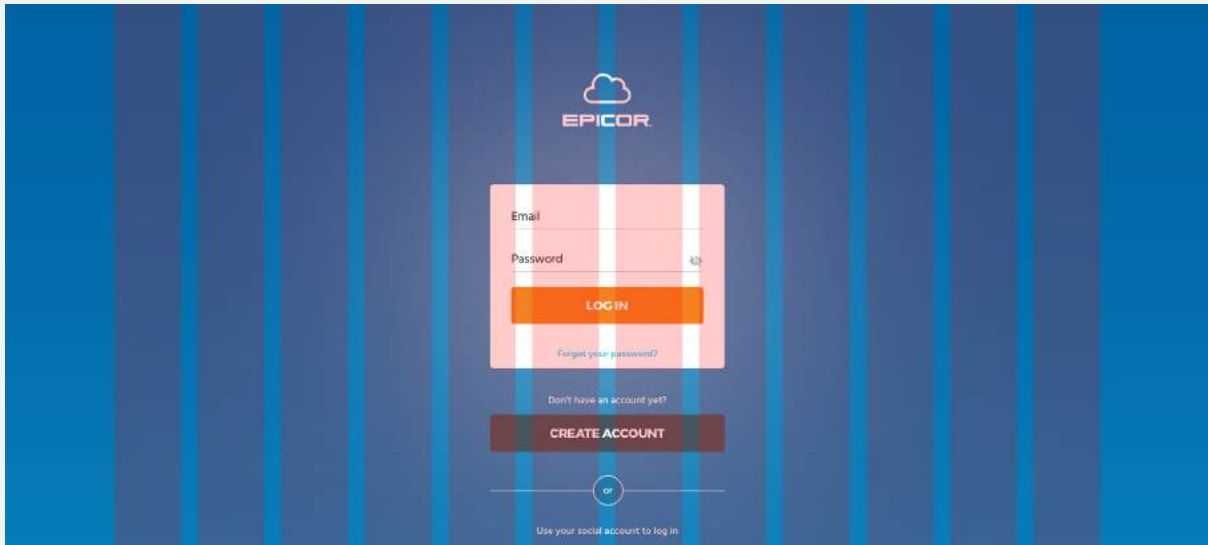 EPICOR
Email
Password
LOG IN
Forgot your password?
Don't have an account yet?
CREATE ACCOUNT
or
Use your social account to log in